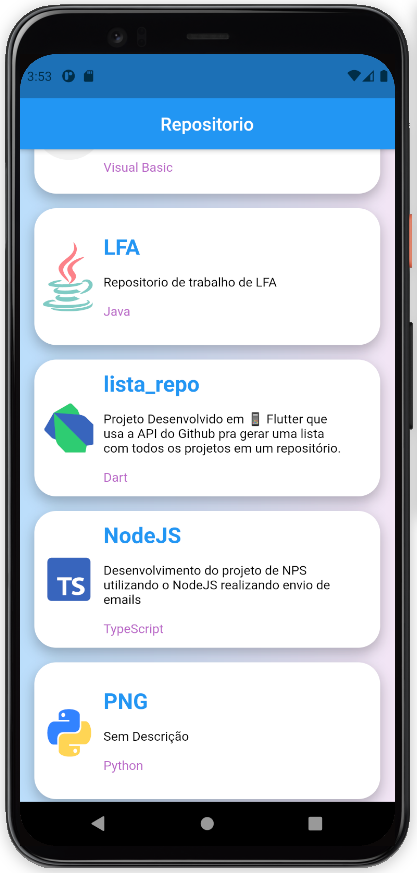 3:53
Repositorio
Visual Basic
LFA
Repositorio de trabalho de LFA
Java
lista_repo
Projeto Desenvolvido em 📱 Flutter que
usa a API do Github pra gerar uma lista
com todos os projetos em um repositório.
Dart
NodeJS
Desenvolvimento do projeto de NPS
utilizando o NodeJS realizando envio de
emails
TS
TypeScript
PNG
Sem Descrição
Python